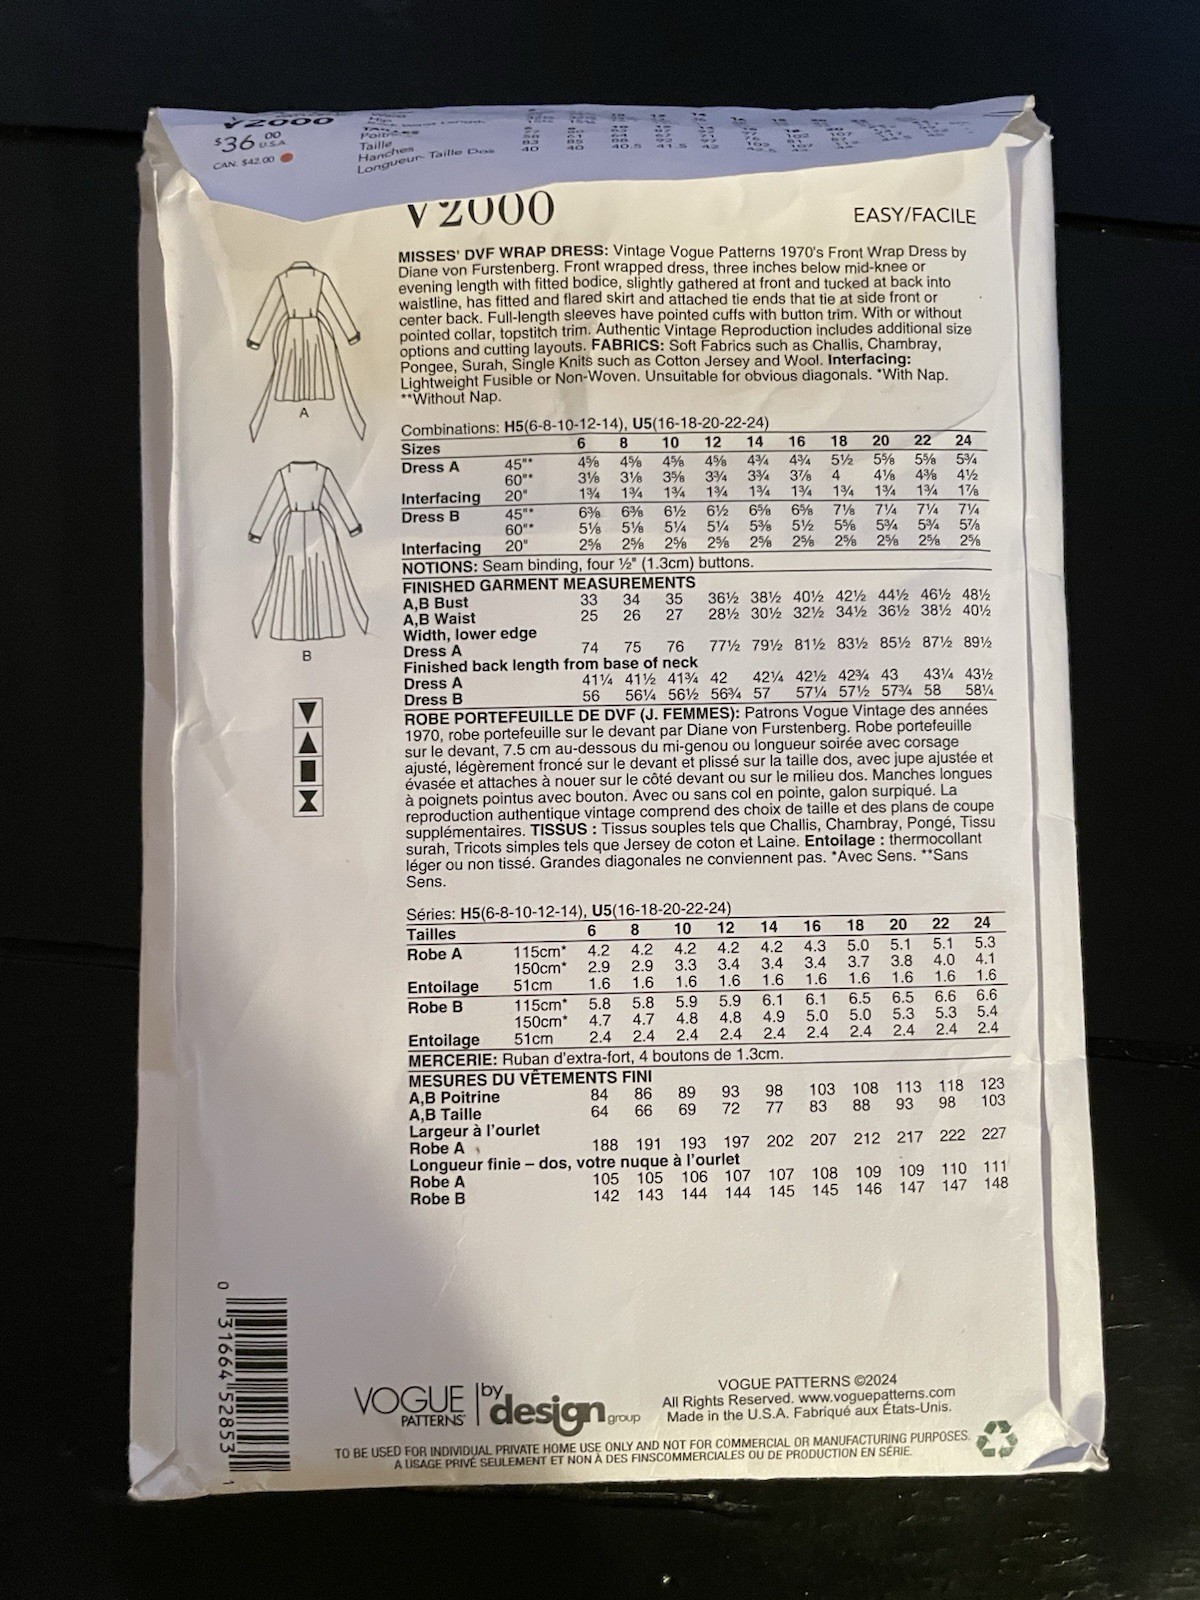 V2000
$36 00 U.S.A.
CAN. $42.00
Taille
Hanches
Longueur Taille Dos 40 40 40.5 41.5 42
V2000
EASY/FACILE
MISSES' DVF WRAP DRESS: Vintage Vogue Patterns 1970's Front Wrap Dress by
Diane von Furstenberg. Front wrapped dress, three inches below mid-knee or
evening length with fitted bodice, slightly gathered at front and tucked at back into
waistline, has fitted and flared skirt and attached tie ends that tie at side front or
center back. Full-length sleeves have pointed cuffs with button trim. With or without
pointed collar, topstitch trim. Authentic Vintage Reproduction includes additional size
options and cutting layouts. FABRICS: Soft Fabrics such as Challis, Chambray,
Pongee, Surah, Single Knits such as Cotton Jersey and Wool. Interfacing:
Lightweight Fusible or Non-Woven. Unsuitable for obvious diagonals. *With Nap.
**Without Nap.
Combinations: H5(6-8-10-12-14), U5(16-18-20-22-24)
Sizes 6 8 10 12 14 16 18 20 22 24
Dress A 45"* 4⅝ 4⅝ 4⅝ 4⅝ 4¾ 4¾ 5½ 5⅝ 5⅝ 5¾
60"* 3⅛ 3⅛ 3⅝ 3¾ 3¾ 3⅞ 4 4⅛ 4⅜ 4½
Interfacing 20" 1¾ 1¾ 1¾ 1¾ 1¾ 1¾ 1¾ 1¾ 1¾ 1⅞
Dress B 45"* 6⅜ 6⅜ 6½ 6½ 6⅝ 6⅝ 7⅛ 7¼ 7¼ 7¼
60"* 5⅛ 5⅛ 5¼ 5¼ 5⅜ 5½ 5⅝ 5¾ 5¾ 5⅞
Interfacing 20" 2⅝ 2⅝ 2⅝ 2⅝ 2⅝ 2⅝ 2⅝ 2⅝ 2⅝ 2⅝
NOTIONS: Seam binding, four ½" (1.3cm) buttons.
FINISHED GARMENT MEASUREMENTS
A,B Bust 33 34 35 36½ 38½ 40½ 42½ 44½ 46½ 48½
A,B Waist 25 26 27 28½ 30½ 32½ 34½ 36½ 38½ 40½
Width, lower edge
Dress A 74 75 76 77½ 79½ 81½ 83½ 85½ 87½ 89½
Finished back length from base of neck
Dress A 41¼ 41½ 41¾ 42 42¼ 42½ 42¾ 43 43¼ 43½
Dress B 56 56¼ 56½ 56¾ 57 57¼ 57½ 57¾ 58 58¼
ROBE PORTEFEUILLE DE DVF (J. FEMMES): Patrons Vogue Vintage des années
1970, robe portefeuille sur le devant par Diane von Furstenberg. Robe portefeuille
sur le devant, 7.5 cm au-dessous du mi-genou ou longueur soirée avec corsage
ajusté, légèrement froncé sur le devant et plissé sur la taille dos, avec jupe ajustée et
évasée et attaches à nouer sur le côté devant ou sur le milieu dos. Manches longues
à poignets pointus avec bouton. Avec ou sans col en pointe, galon surpiqué. La
reproduction authentique vintage comprend des choix de taille et des plans de coupe
supplémentaires. TISSUS : Tissus souples tels que Challis, Chambray, Pongé, Tissu
surah, Tricots simples tels que Jersey de coton et Laine. Entoilage : thermocollant
léger ou non tissé. Grandes diagonales ne conviennent pas. *Avec Sens. **Sans
Sens.
Séries: H5(6-8-10-12-14), U5(16-18-20-22-24)
Tailles 6 8 10 12 14 16 18 20 22 24
Robe A 115cm* 4.2 4.2 4.2 4.2 4.2 4.3 5.0 5.1 5.1 5.3
150cm* 2.9 2.9 3.3 3.4 3.4 3.4 3.7 3.8 4.0 4.1
Entoilage 51cm 1.6 1.6 1.6 1.6 1.6 1.6 1.6 1.6 1.6 1.6
Robe B 115cm* 5.8 5.8 5.9 5.9 6.1 6.1 6.5 6.5 6.6 6.6
150cm* 4.7 4.7 4.8 4.8 4.9 5.0 5.0 5.3 5.3 5.4
Entoilage 51cm 2.4 2.4 2.4 2.4 2.4 2.4 2.4 2.4 2.4 2.4
MERCERIE: Ruban d'extra-fort, 4 boutons de 1.3cm.
MESURES DU VÊTEMENTS FINI
A,B Poitrine 84 86 89 93 98 103 108 113 118 123
A,B Taille 64 66 69 72 77 83 88 93 98 103
Largeur à l'ourlet
Robe A 188 191 193 197 202 207 212 217 222 227
Longueur finie – dos, votre nuque à l'ourlet
Robe A 105 105 106 107 107 108 109 109 110 111
Robe B 142 143 144 144 145 145 146 147 147 148
A
B
0 31664 52853 1
VOGUE PATTERNS by design group
VOGUE PATTERNS ©2024
All Rights Reserved. www.voguepatterns.com
Made in the U.S.A. Fabriqué aux États-Unis.
TO BE USED FOR INDIVIDUAL PRIVATE HOME USE ONLY AND NOT FOR COMMERCIAL OR MANUFACTURING PURPOSES.
A USAGE PRIVÉ SEULEMENT ET NON À DES FINSCOMMERCIALES OU DE PRODUCTION EN SÉRIE.